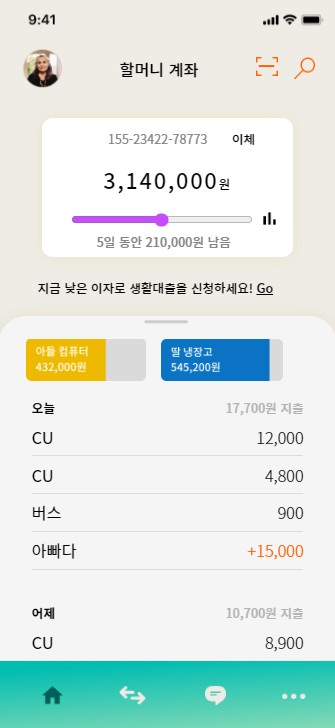 9:41
할머니 계좌
155-23422-78773 이체
3,140,000원
5일 동안 210,000원 남음
지금 낮은 이자로 생활대출을 신청하세요! Go
아들 컴퓨터
432,000원
딸 냉장고
545,200원
오늘 17,700원 지출
CU 12,000
CU 4,800
버스 900
아빠다 +15,000
어제 10,700원 지출
CU 8,900